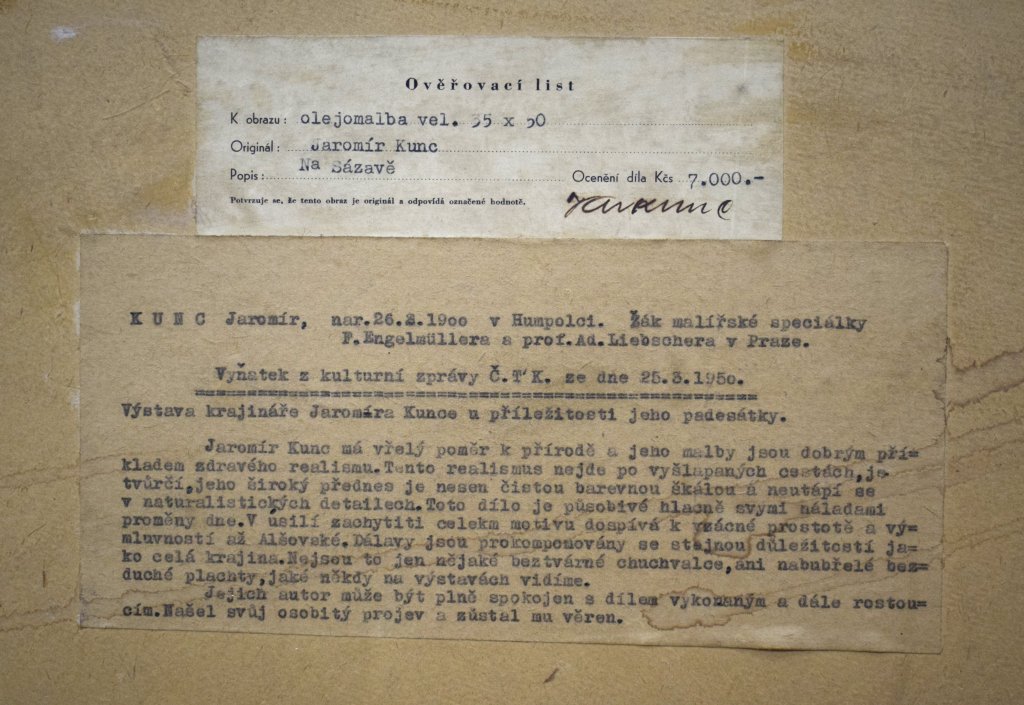 Ověřovací list
K obrazu: olejomalba vel. 35 x 50
Originál: Jaromír Kunc
Popis: Na Sázavě Ocenění díla Kčs 7.000.-
Potvrzuje se, že tento obraz je originál a odpovídá označené hodnotě.
Jar Kunc
K U N C Jaromír, nar.26.2.1900 v Humpolci. Žák malířské speciálky
F.Engelmüllera a prof.Ad.Liebschera v Praze.
Vyňatek z kulturní zprávy Č.T K. ze dne 25.3.1950.
Výstava krajináře Jaromára Kunce u příležitosti jeho padesátky.
Jaromír Kunc má vřelý poměr k přírodě a jeho malby jsou dobrým pří=
kladem zdravého realismu.Tento realismus nejde po vyšlapaných cestách,je
tvůrčí,jeho široký přednes je nesen čistou barevnou škálou a neutápí se
v naturalistických detailech.Toto dílo je působivé hlacně svymi náladami
proměny dne.V úsilí zachytiti celekm motivu dospívá k vzácné prostotě a vý=
mluvnosti až Alšovské.Dálavy jsou prokomponovány se stejnou důležitostí ja=
ko celá krajina.Nejsou to jen nějaké beztvárné chuchvalce,ani nabubřelé bez=
duché plachty,jaké někdy na výstavách vidíme.
Jejich autor může být plně spokojen s dílem vykonaným a dále rostou=
cím.Našel svůj osobitý projev a zůstal mu věren.